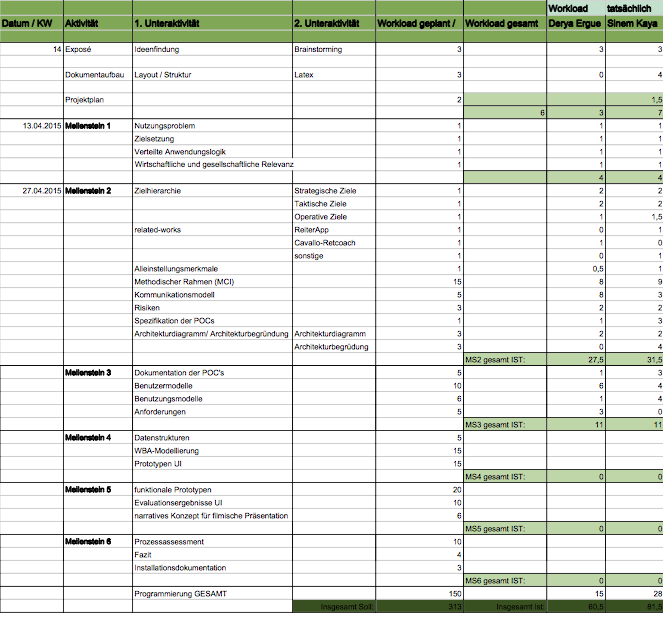 Workload tatsächlich
Datum / KW Aktivität 1. Unteraktivität 2. Unteraktivität Workload geplant / Workload gesamt Derya Ergue Sinem Kaya
14 Exposé Ideenfindung Brainstorming 3 3 3
Dokumentaufbau Layout / Struktur Latex 3 0 4
Projektplan 2 1,5
6 3 7
13.04.2015 Meilenstein 1 Nutzungsproblem 1 1 1
Zielsetzung 1 1 1
Verteilte Anwendungslogik 1 1 1
Wirtschaftliche und gesellschaftliche Relevanz 1 1 1
4 4
27.04.2015 Meilenstein 2 Zielhierarchie Strategische Ziele 1 2 2
Taktische Ziele 1 2 2
Operative Ziele 1 1 1,5
related-works ReiterApp 1 0 1
Cavallo-Retcoach 1 1 0
sonstige 1 0 1
Alleinstellungsmerkmale 1 0,5 1
Methodischer Rahmen (MCI) 15 8 9
Kommunikationsmodell 5 8 3
Risiken 3 2 2
Spezifikation der POCs 1 1 3
Architekturdiagramm/ Architekturbegründung Architekturdiagramm 3 2 2
Architekturbegrüdung 3 0 4
MS2 gesamt IST: 27,5 31,5
Meilenstein 3 Dokumentation der POC's 5 1 3
Benutzermodelle 10 6 4
Benutzungsmodelle 6 1 4
Anforderungen 5 3 0
MS3 gesamt IST: 11 11
Meilenstein 4 Datenstrukturen 5
WBA-Modellierung 15
Prototypen UI 15
MS4 gesamt IST: 0 0
Meilenstein 5 funktionale Prototypen 20
Evaluationsergebnisse UI 10
narratives Konzept für filmische Präsentation 6
MS5 gesamt IST: 0 0
Meilenstein 6 Prozessassessment 10
Fazit 4
Installationsdokumentation 3
MS6 gesamt IST: 0 0
Programmierung GESAMT 150 15 28
Insgesamt Soll: 313 Insgesamt Ist: 60,5 81,5